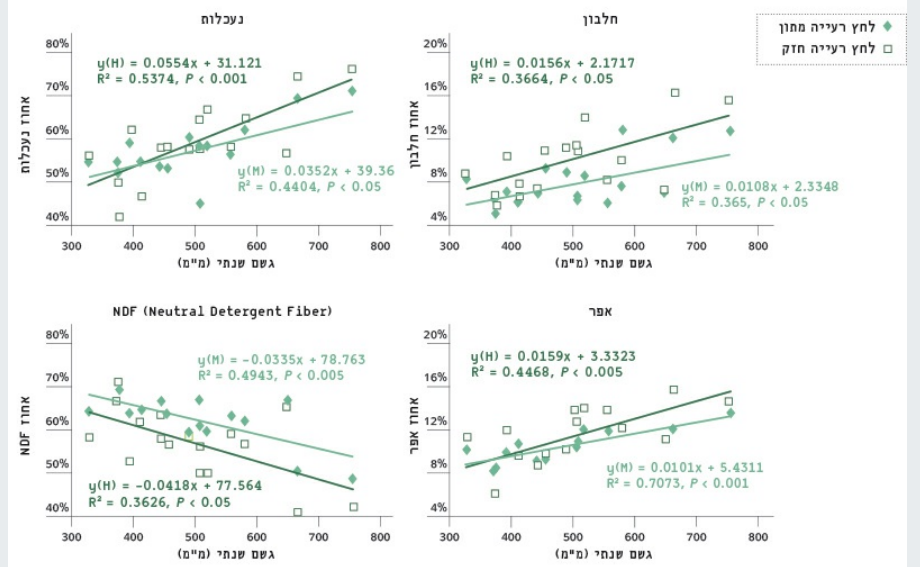 לחץ רעייה מתון
לחץ רעייה חזק
נעכלות
אחוז נעכלות
80%
70%
60%
50%
40%
y(H) = 0.0554x + 31.121
R² = 0.5374, P < 0.001
y(M) = 0.0352x + 39.36
R² = 0.4404, P < 0.05
300 400 500 600 700 800
גשם שנתי (מ"מ)
חלבון
אחוז חלבון
20%
16%
12%
8%
4%
y(H) = 0.0156x + 2.1717
R² = 0.3664, P < 0.05
y(M) = 0.0108x + 2.3348
R² = 0.365, P < 0.05
300 400 500 600 700 800
גשם שנתי (מ"מ)
NDF (Neutral Detergent Fiber)
אחוז NDF
80%
70%
60%
50%
40%
y(M) = −0.0335x + 78.763
R² = 0.4943, P < 0.005
y(H) = −0.0418x + 77.564
R² = 0.3626, P < 0.05
300 400 500 600 700 800
גשם שנתי (מ"מ)
אפר
אחוז אפר
20%
16%
12%
8%
4%
y(H) = 0.0159x + 3.3323
R² = 0.4468, P < 0.005
y(M) = 0.0101x + 5.4311
R² = 0.7073, P < 0.001
300 400 500 600 700 800
גשם שנתי (מ"מ)